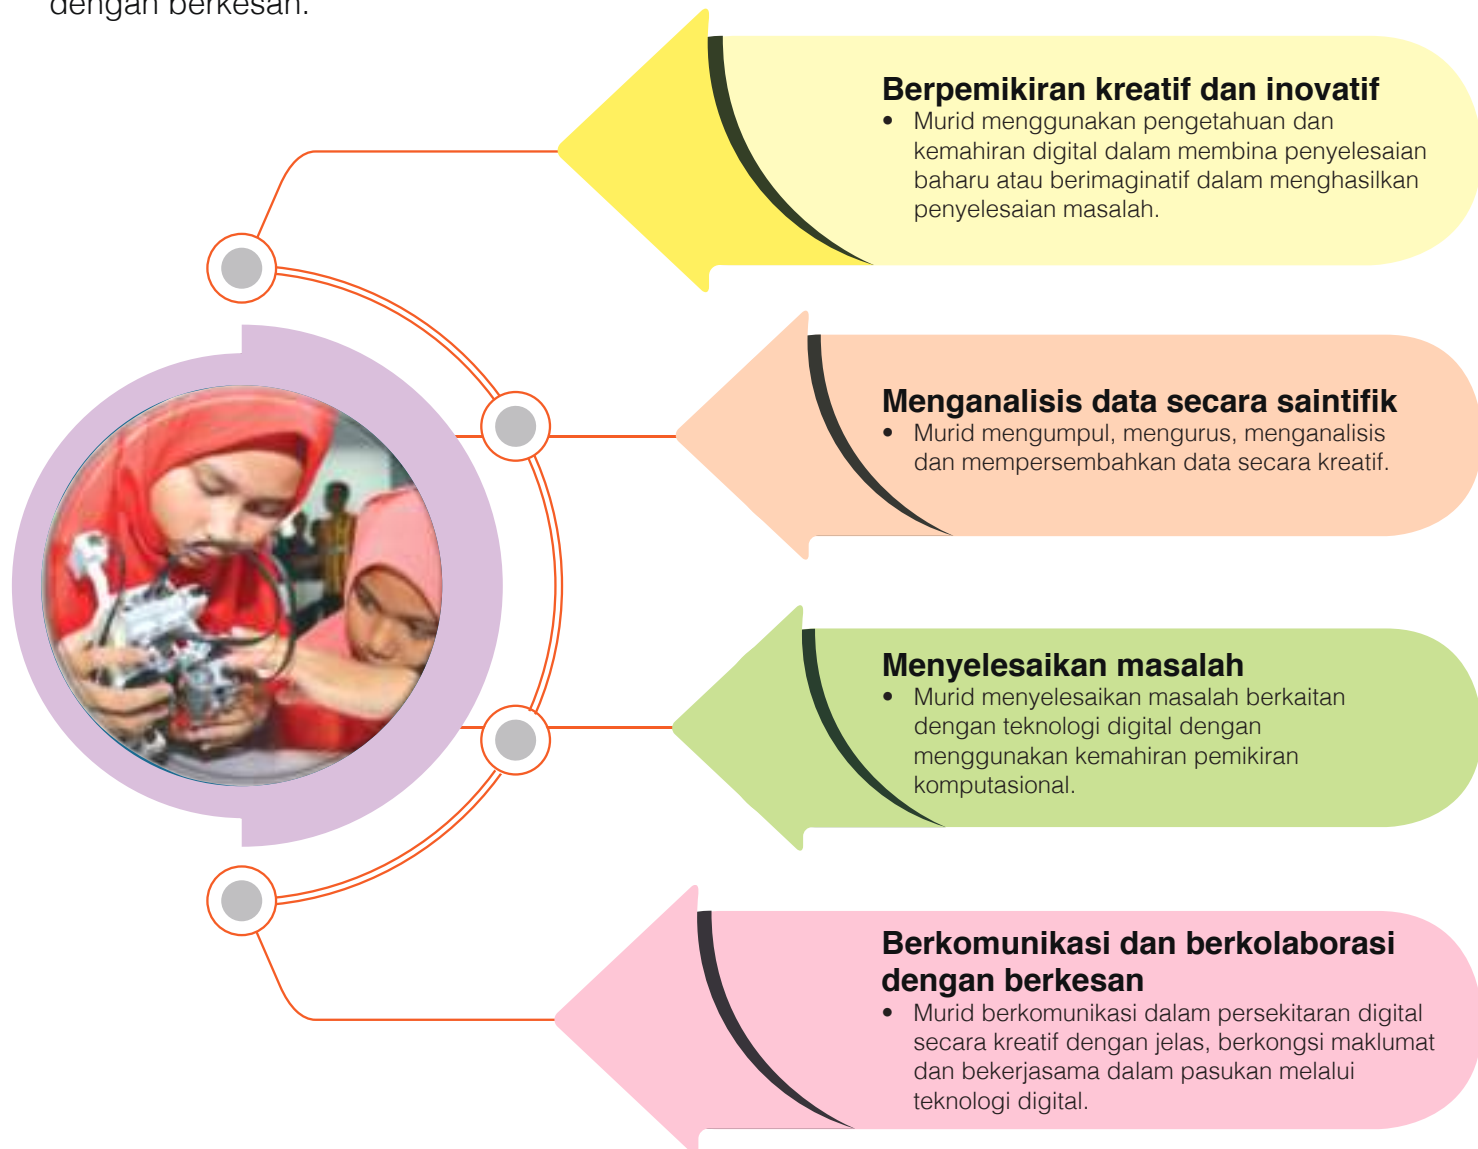 dengan berkesan.
Berpemikiran kreatif dan inovatif
• Murid menggunakan pengetahuan dan
kemahiran digital dalam membina penyelesaian
baharu atau berimaginatif dalam menghasilkan
penyelesaian masalah.
Menganalisis data secara saintifik
• Murid mengumpul, mengurus, menganalisis
dan mempersembahkan data secara kreatif.
Menyelesaikan masalah
• Murid menyelesaikan masalah berkaitan
dengan teknologi digital dengan
menggunakan kemahiran pemikiran
komputasional.
Berkomunikasi dan berkolaborasi
dengan berkesan
• Murid berkomunikasi dalam persekitaran digital
secara kreatif dengan jelas, berkongsi maklumat
dan bekerjasama dalam pasukan melalui
teknologi digital.